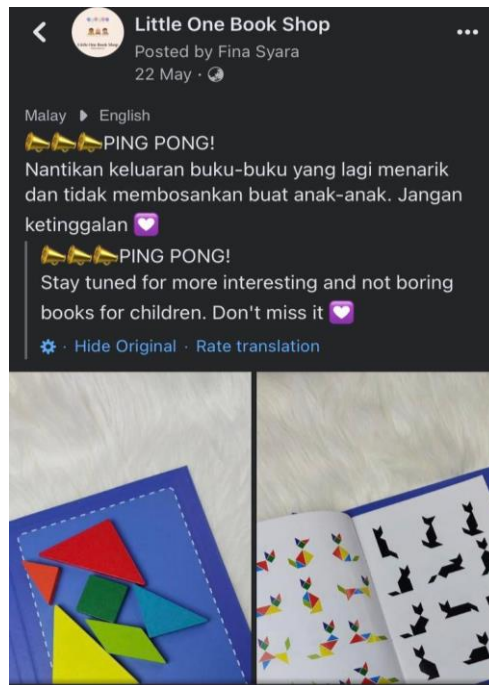 Little One Book Shop
Posted by Fina Syara
22 May ·
Malay ▶ English
📯📯📯PING PONG!
Nantikan keluaran buku-buku yang lagi menarik
dan tidak membosankan buat anak-anak. Jangan
ketinggalan 💟
📯📯📯PING PONG!
Stay tuned for more interesting and not boring
books for children. Don't miss it 💟
· Hide Original · Rate translation